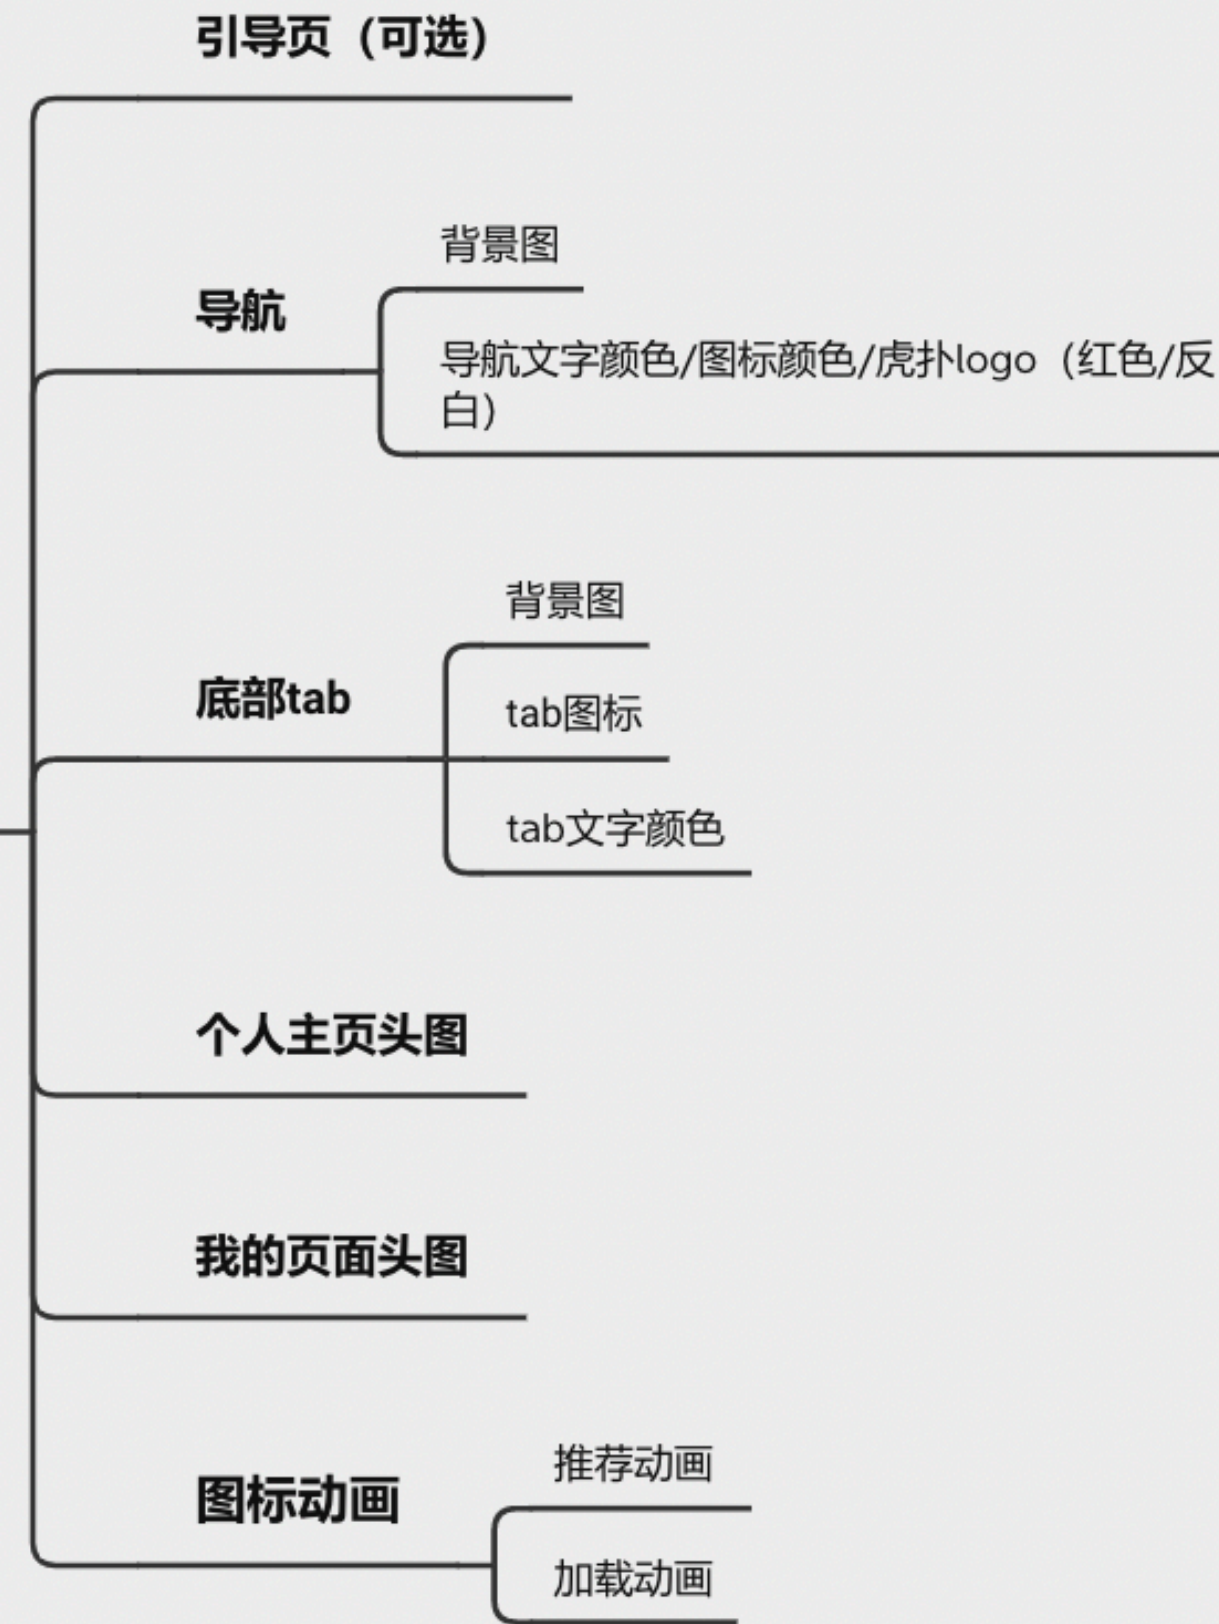 引导页（可选）
背景图
导航
导航文字颜色/图标颜色/虎扑logo（红色/反
白）
背景图
底部tab
tab图标
tab文字颜色
个人主页头图
我的页面头图
推荐动画
图标动画
加载动画